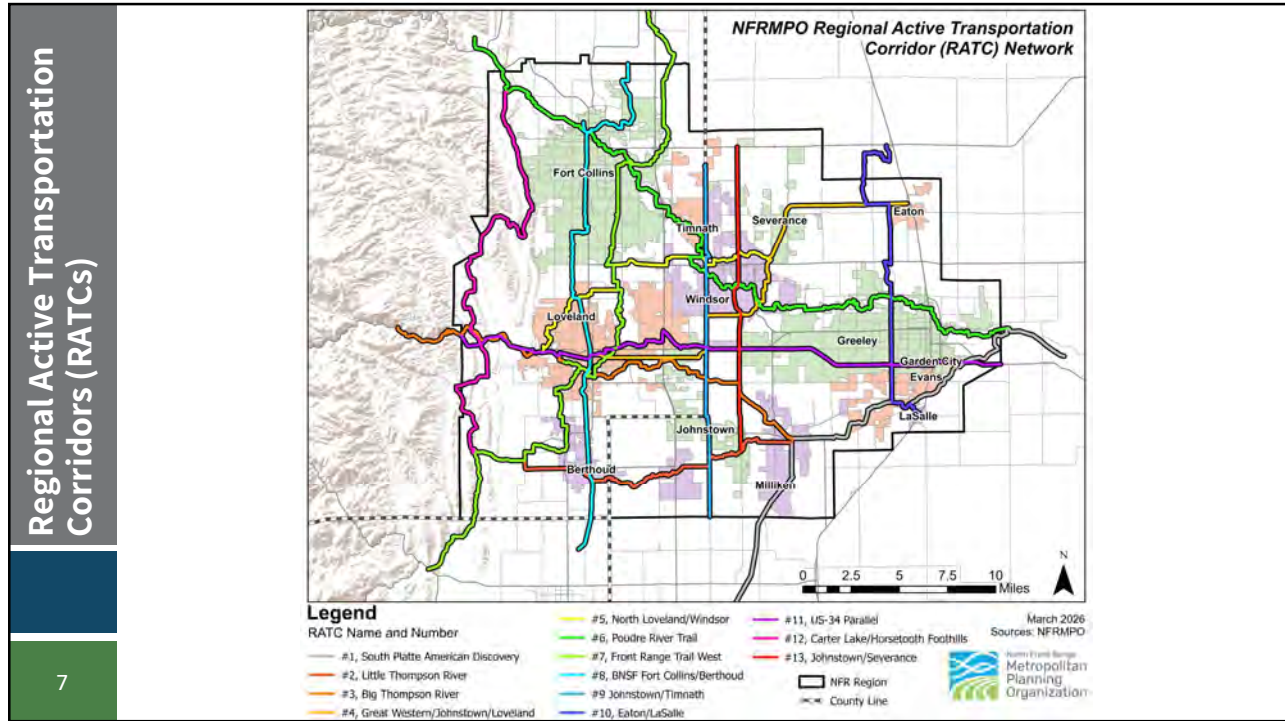 Regional Active Transportation
Corridors (RATCs)
7
NFRMPO Regional Active Transportation
Corridor (RATC) Network
Fort Collins
Timnath
Severance
Eaton
Windsor
Loveland
Greeley
Garden City
Evans
LaSalle
Johnstown
Berthoud
Milliken
N
0 2.5 5 7.5 10
Miles
Legend
RATC Name and Number
#1, South Platte American Discovery
#2, Little Thompson River
#3, Big Thompson River
#4, Great Western/Johnstown/Loveland
#5, North Loveland/Windsor
#6, Poudre River Trail
#7, Front Range Trail West
#8, BNSF Fort Collins/Berthoud
#9 Johnstown/Timnath
#10, Eaton/LaSalle
#11, US-34 Parallel
#12, Carter Lake/Horsetooth Foothills
#13, Johnstown/Severance
NFR Region
County Line
March 2026
Sources: NFRMPO
North Front Range
Metropolitan
Planning
Organization